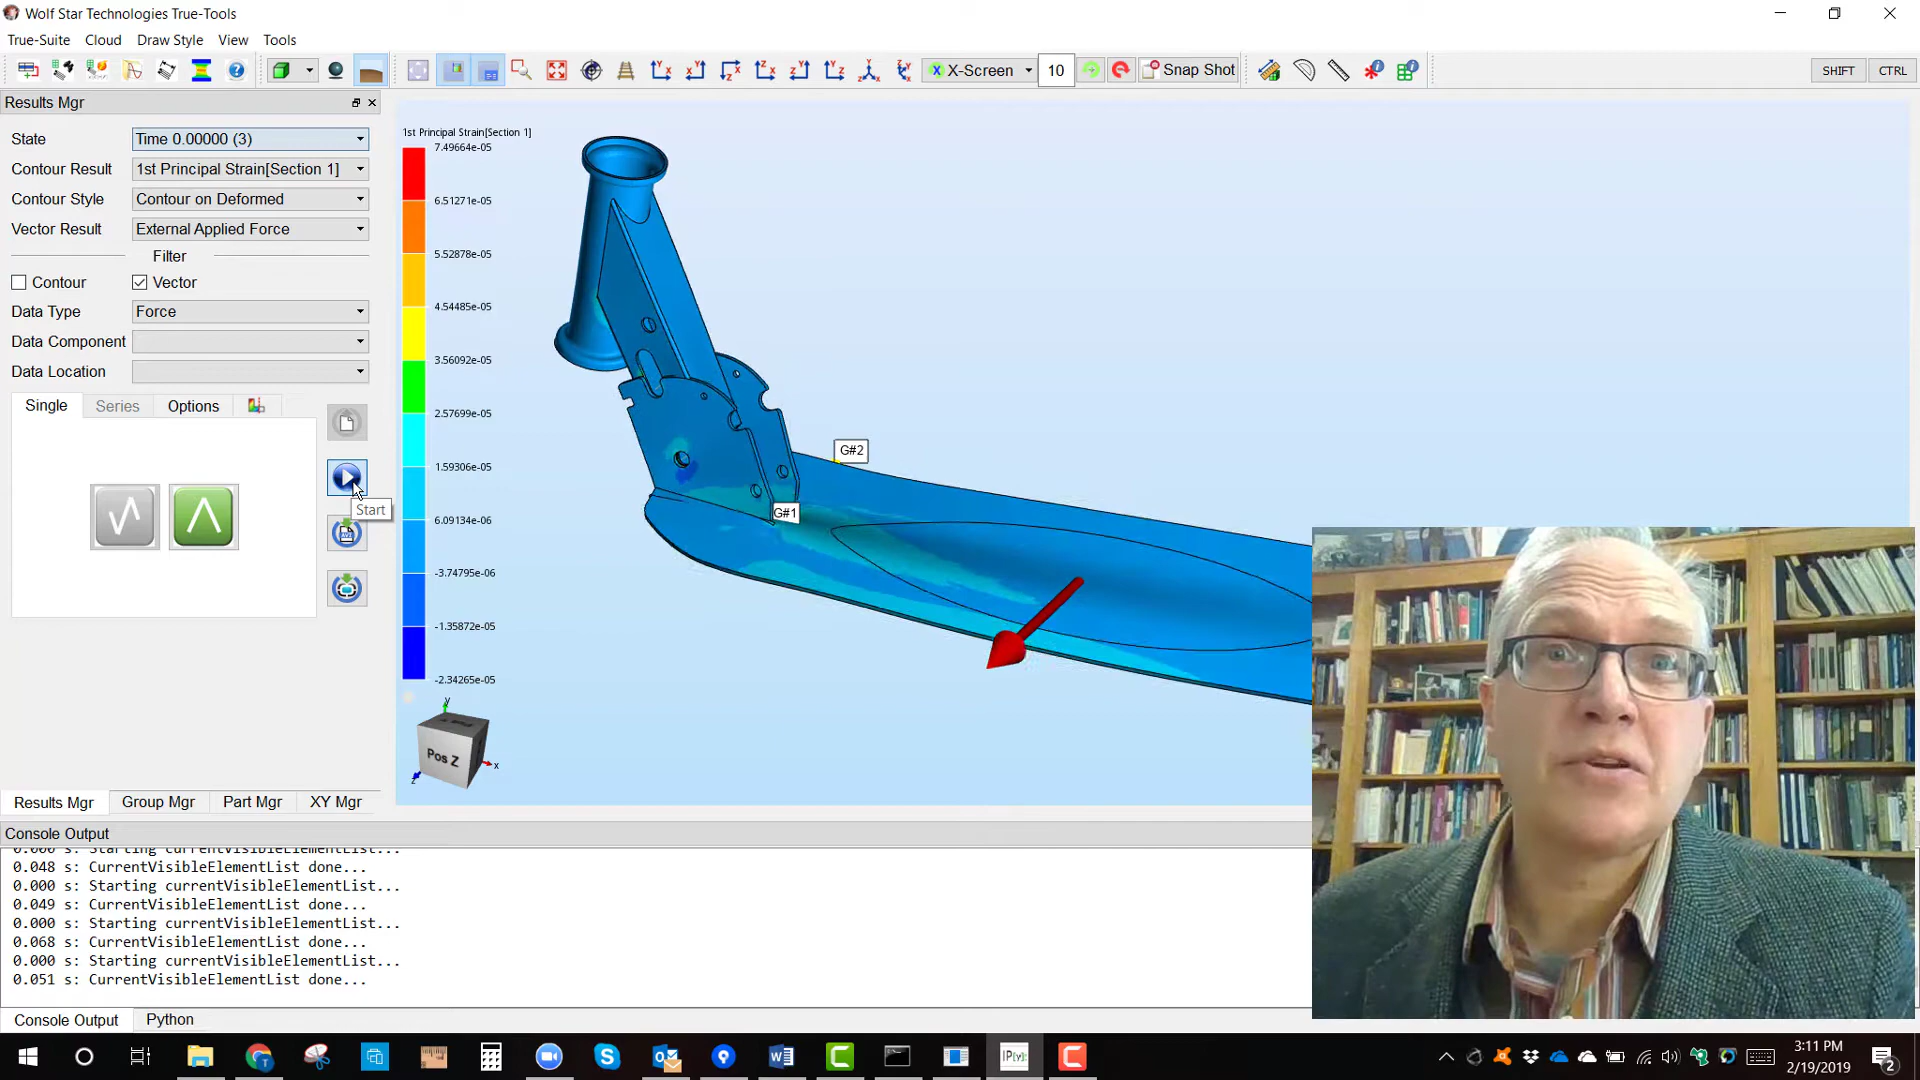 Wolf Star Technologies True-Tools
True-Suite Cloud Draw Style View Tools
X-Screen 10 Snap Shot SHIFT CTRL
Results Mgr
State Time 0.00000 (3)
Contour Result 1st Principal Strain[Section 1]
Contour Style Contour on Deformed
Vector Result External Applied Force
Filter
Contour Vector
Data Type Force
Data Component
Data Location
Single Series Options
Start
Results Mgr Group Mgr Part Mgr XY Mgr
1st Principal Strain[Section 1]
7.49664e-05
6.51271e-05
5.52878e-05
4.54485e-05
3.56092e-05
2.57699e-05
1.59306e-05
6.09134e-06
-3.74795e-06
-1.35872e-05
-2.34265e-05
G#2
G#1
y
Pos Z
x
z
Console Output
0.000 s: Starting currentVisibleElementList...
0.048 s: CurrentVisibleElementList done...
0.000 s: Starting currentVisibleElementList...
0.049 s: CurrentVisibleElementList done...
0.000 s: Starting currentVisibleElementList...
0.068 s: CurrentVisibleElementList done...
0.000 s: Starting currentVisibleElementList...
0.051 s: CurrentVisibleElementList done...
Console Output Python
IP[y]:
3:11 PM
2/19/2019
2